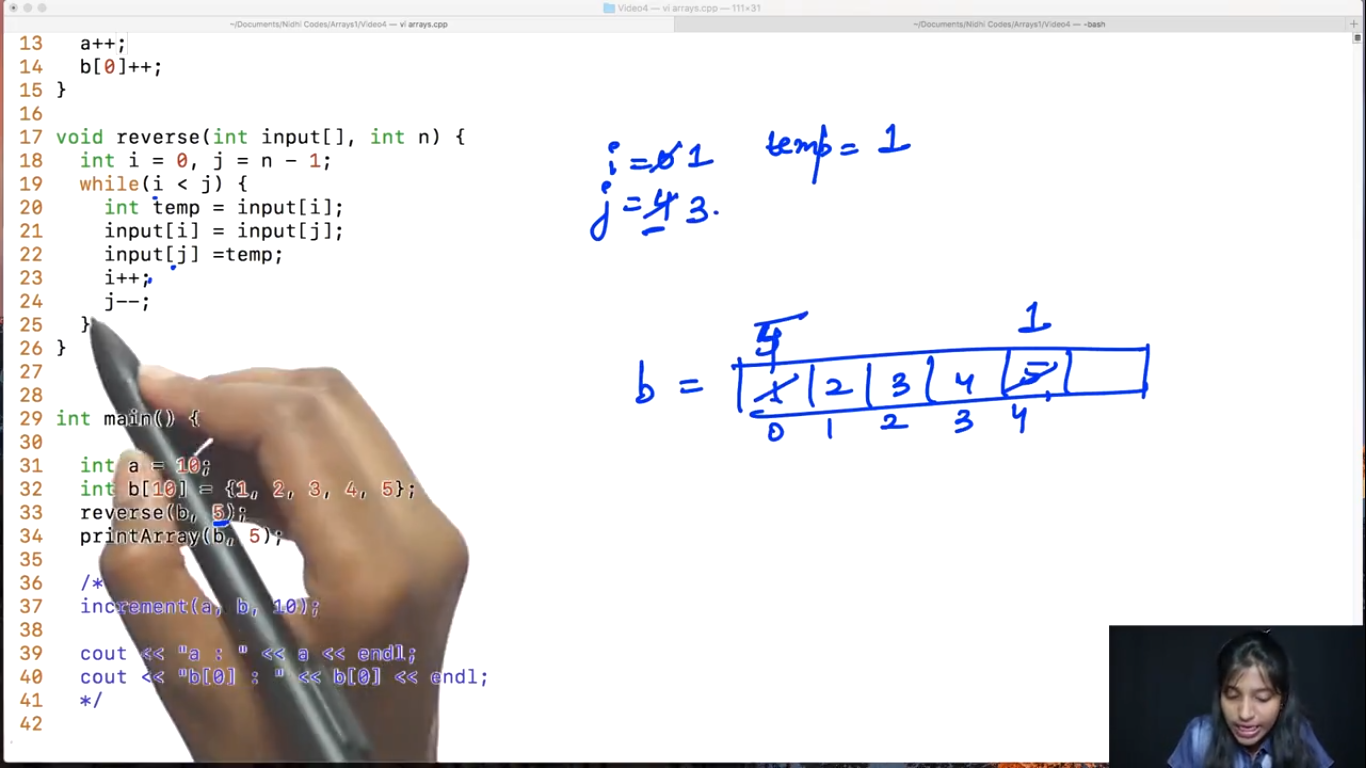 Video4 — vi arrays.cpp — 111×31
~/Documents/Nidhi Codes/Arrays1/Video4 — vi arrays.cpp
~/Documents/Nidhi Codes/Arrays1/Video4 — -bash
13 a++;
14 b[0]++;
15 }
16
17 void reverse(int input[], int n) {
18 int i = 0, j = n - 1;
19 while(i < j) {
20 int temp = input[i];
21 input[i] = input[j];
22 input[j] =temp;
23 i++;
24 j--;
25 }
26 }
27
28
29 int main() {
30
31 int a = 10;
32 int b[10] = {1, 2, 3, 4, 5};
33 reverse(b, 5);
34 printArray(b, 5);
35
36 /*
37 increment(a, b, 10);
38
39 cout << "a : " << a << endl;
40 cout << "b[0] : " << b[0] << endl;
41 */
42
i = 0 1 temp = 1
j = 4 3.
5 1
b = 1 2 3 4 5
0 1 2 3 4